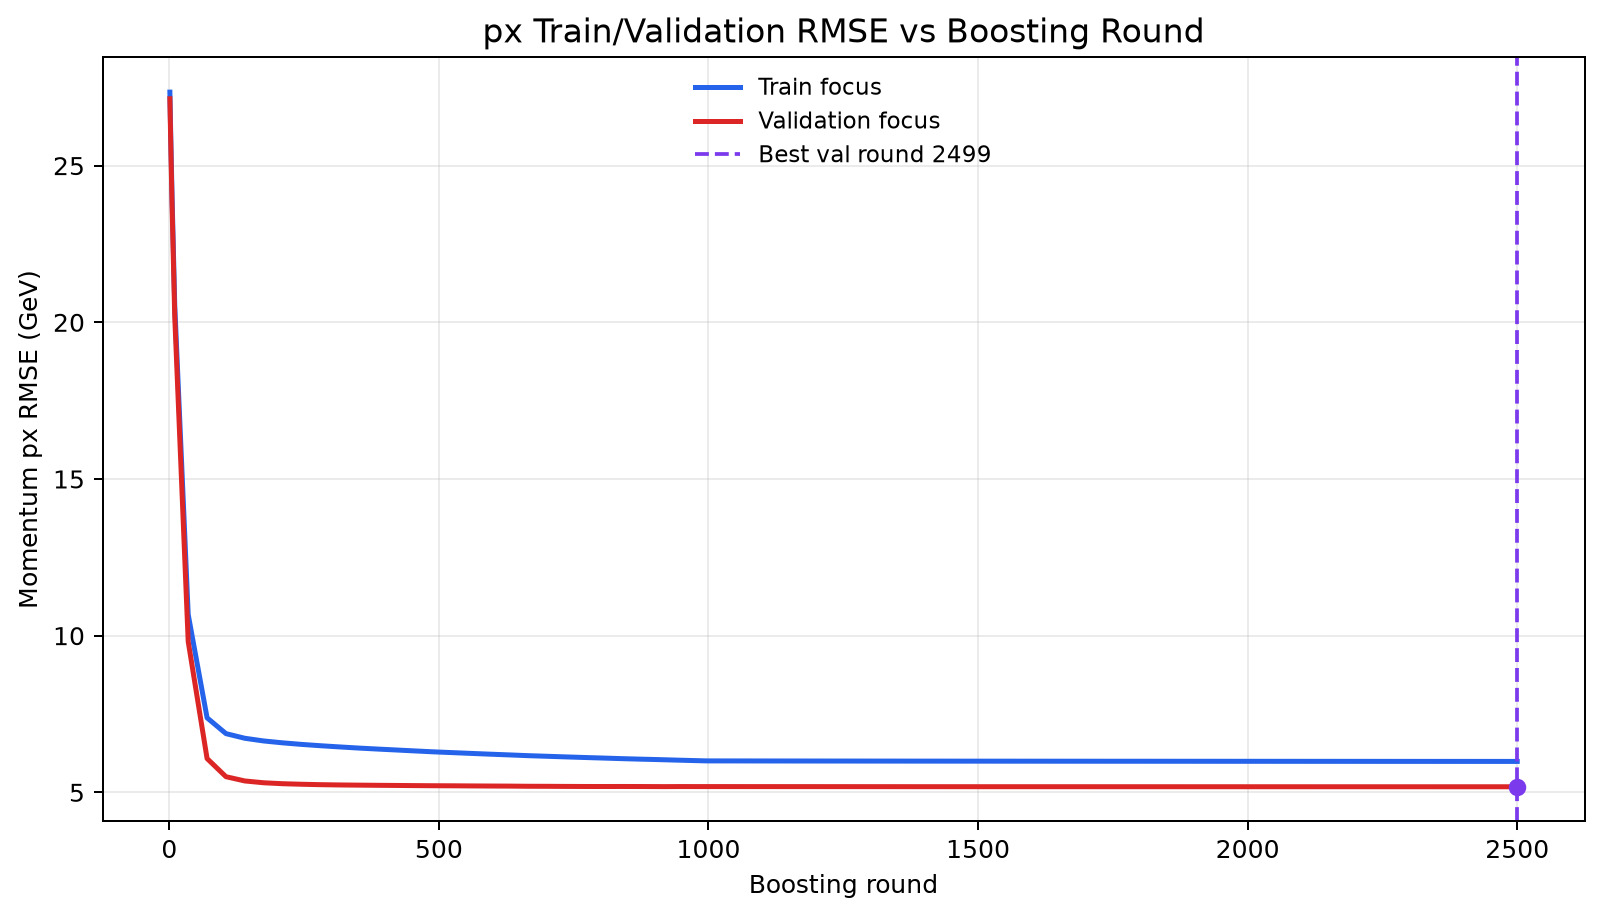 px Train/Validation RMSE vs Boosting Round
Train focus
Validation focus
Best val round 2499
Momentum px RMSE (GeV)
25
20
15
10
5
0 500 1000 1500 2000 2500
Boosting round